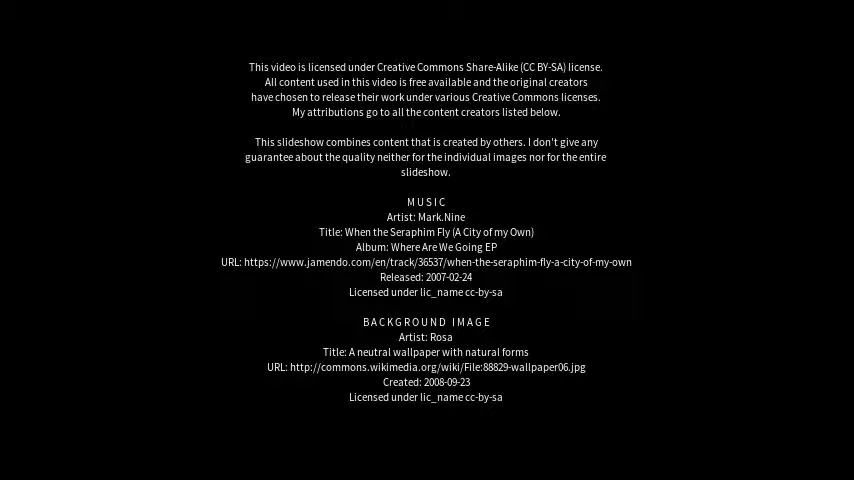 This video is licensed under Creative Commons Share-Alike (CC BY-SA) license.
All content used in this video is free available and the original creators
have chosen to release their work under various Creative Commons licenses.
My attributions go to all the content creators listed below.
This slideshow combines content that is created by others. I don't give any
guarantee about the quality neither for the individual images nor for the entire
slideshow.
MUSIC
Artist: Mark.Nine
Title: When the Seraphim Fly (A City of my Own)
Album: Where Are We Going EP
URL: https://www.jamendo.com/en/track/36537/when-the-seraphim-fly-a-city-of-my-own
Released: 2007-02-24
Licensed under lic_name cc-by-sa
BACKGROUND IMAGE
Artist: Rosa
Title: A neutral wallpaper with natural forms
URL: http://commons.wikimedia.org/wiki/File:88829-wallpaper06.jpg
Created: 2008-09-23
Licensed under lic_name cc-by-sa